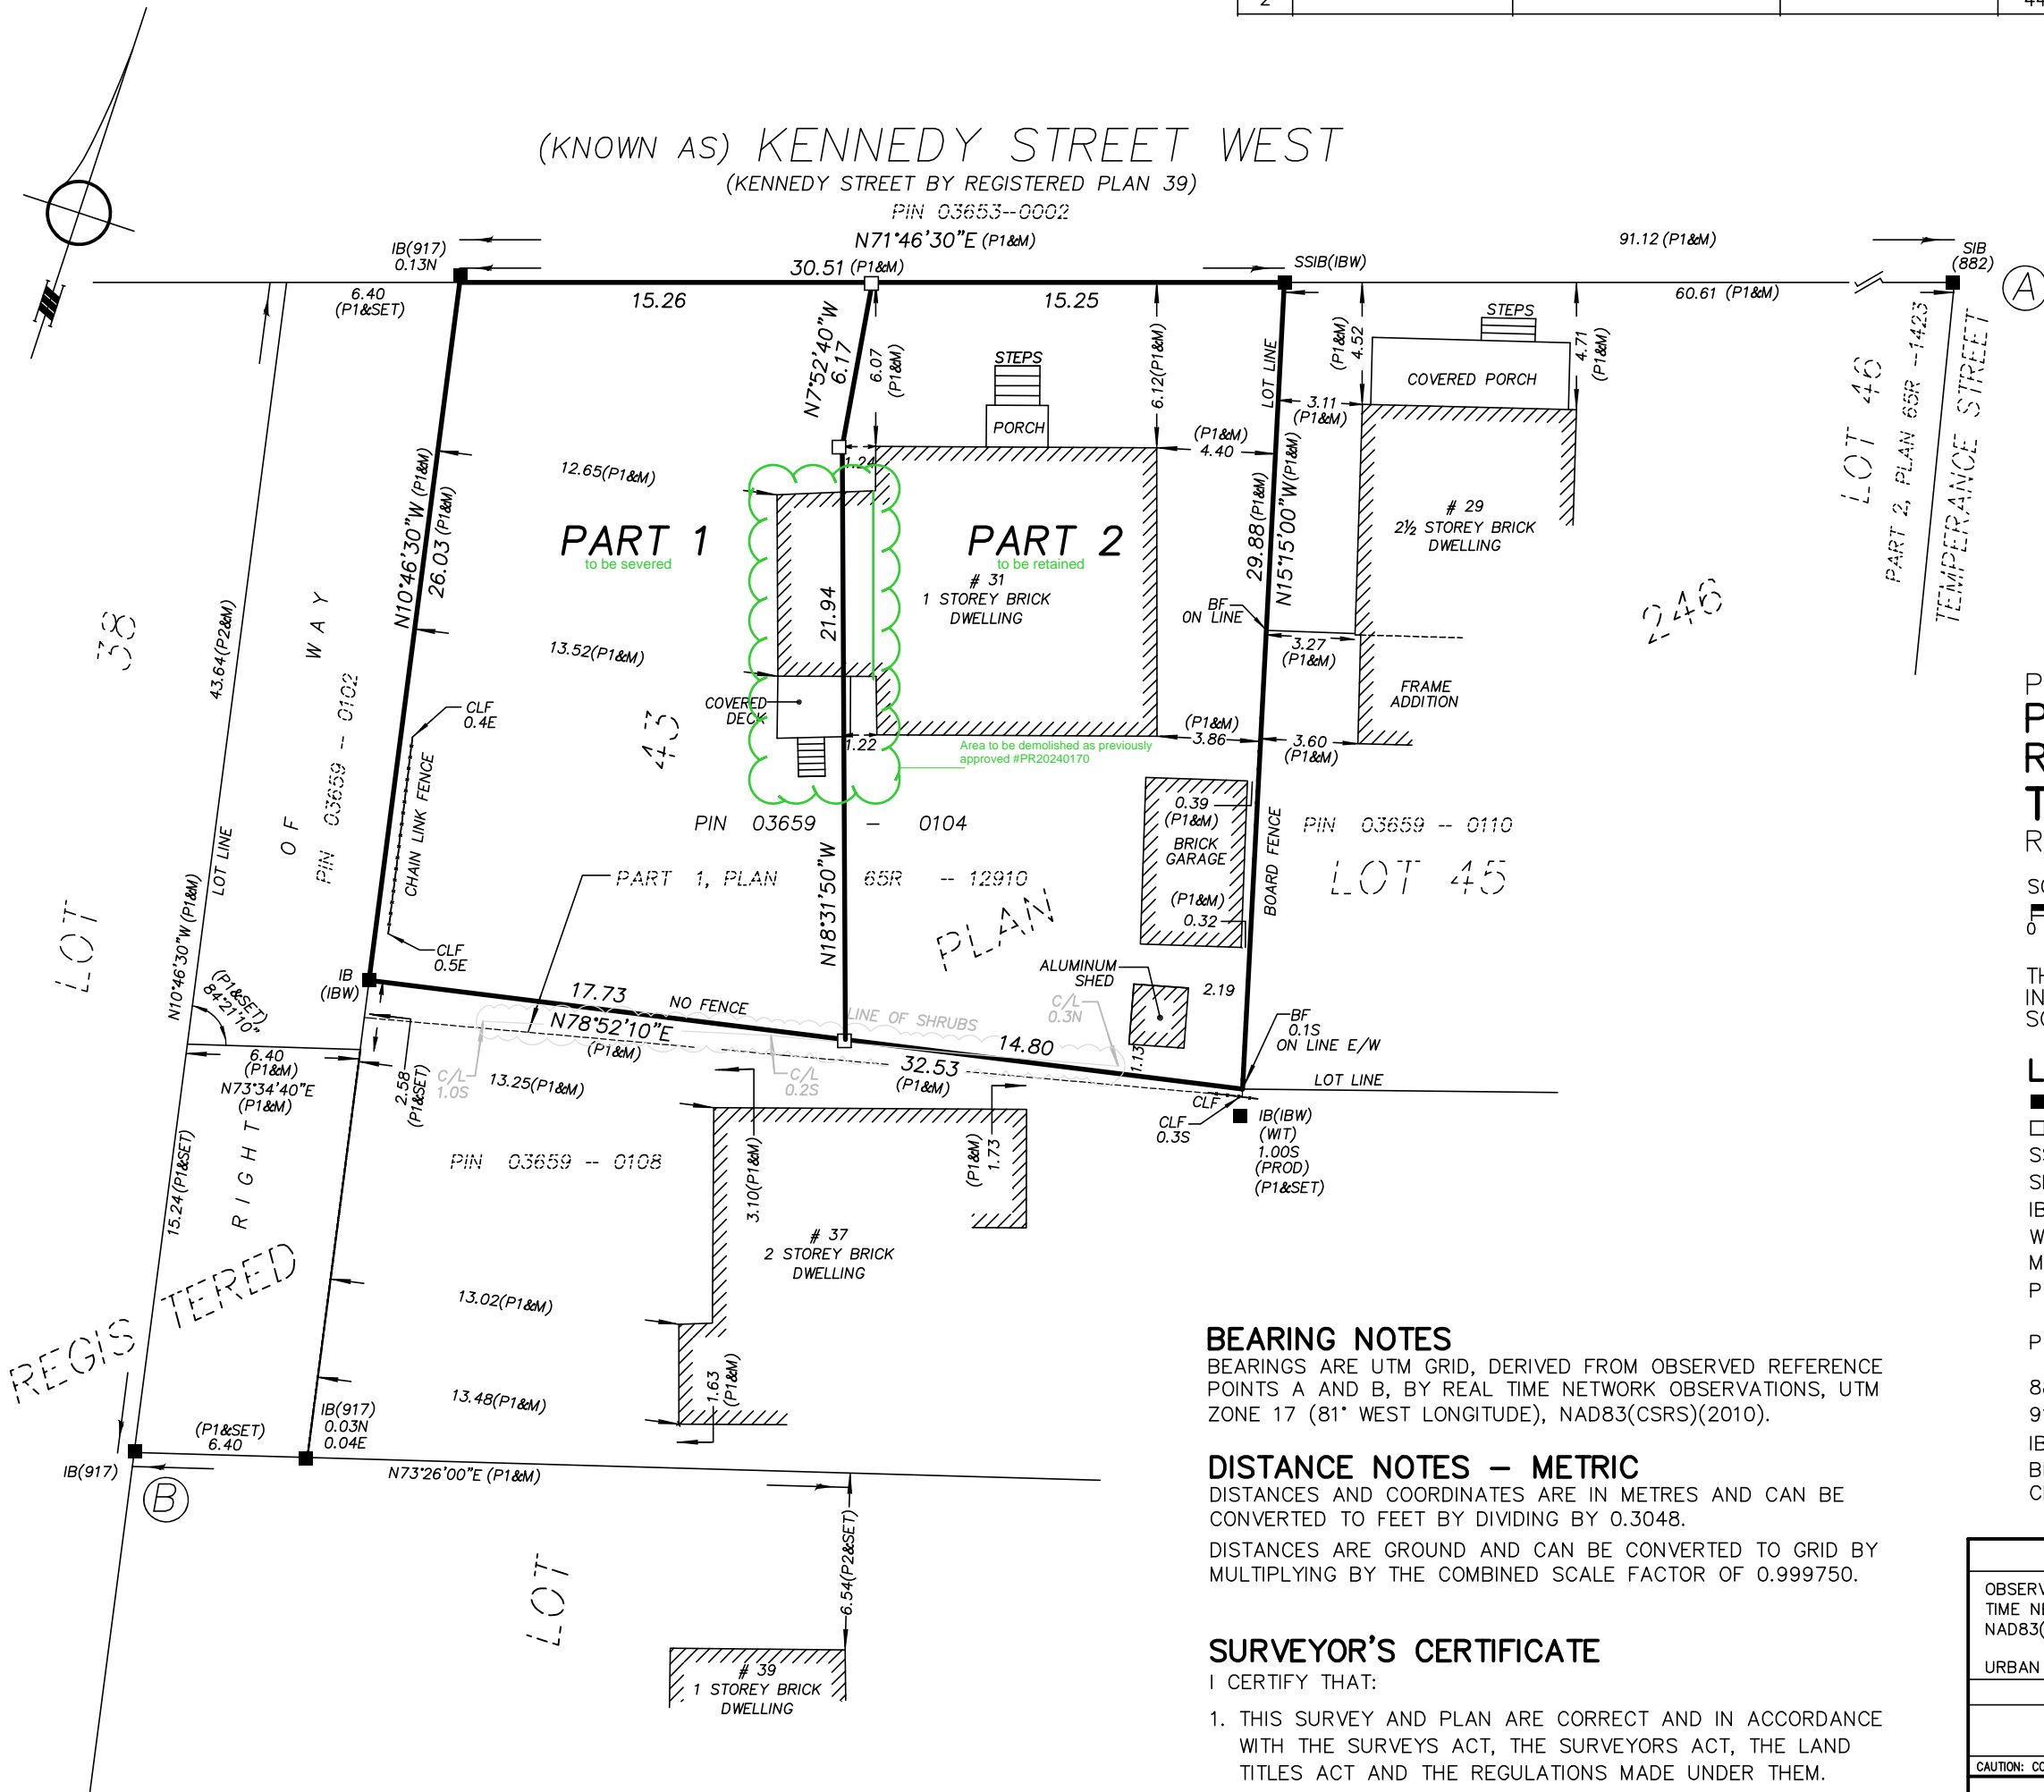 2
44
(KNOWN AS) KENNEDY STREET WEST
(KENNEDY STREET BY REGISTERED PLAN 39)
PIN 03653--0002
N71°46'30"E (P1&M)
30.51 (P1&M)
IB(917)
0.13N
SSIB(IBW)
91.12 (P1&M)
SIB
(882)
A
60.61 (P1&M)
6.40
(P1&SET)
15.26
15.25
N7°52'40"W
6.17
6.07
(P1&M)
STEPS
PORCH
6.12(P1&M)
LOT LINE
(P1&M)
4.52
STEPS
COVERED PORCH
4.71
(P1&M)
3.11
(P1&M)
(P1&M)
4.40
LOT 46
PART 2, PLAN 65R --1423
TEMPERANCE STREET
N10°46'30"W (P1&M)
26.03 (P1&M)
12.65(P1&M)
1.24
PART 1
to be severed
PART 2
to be retained
# 31
1 STOREY BRICK
DWELLING
29.88(P1&M)
N15°15'00"W(P1&M)
# 29
2½ STOREY BRICK
DWELLING
BF
ON LINE
3.27
(P1&M)
FRAME
ADDITION
246
38
43.64(P2&M)
WAY
13.52(P1&M)
21.94
COVERED
DECK
1.22
43
PIN 03659 -- 0102
CLF
0.4E
(P1&M)
3.86
3.60
(P1&M)
Area to be demolished as previously
approved #PR20240170
CHAIN LINK FENCE
OF
LOT LINE
PIN 03659 – 0104
PART 1, PLAN 65R -- 12910
0.39
(P1&M)
BRICK
GARAGE
(P1&M)
0.32
BOARD FENCE
PIN 03659 -- 0110
LOT 45
N18°31'50"W
PLAN
LOT
N10°46'30"W (P1&M)
(P1&SET)
84°21'10"
CLF
0.5E
IB
(IBW)
17.73
NO FENCE
N78°52'10"E
(P1&M)
LINE OF SHRUBS
C/L
0.3N
ALUMINUM
SHED
2.19
BF
0.1S
ON LINE E/W
14.80
32.53
(P1&M)
1.13
LOT LINE
6.40
(P1&M)
N73°34'40"E
(P1&M)
2.58
(P1&SET)
C/L
1.0S
13.25(P1&M)
C/L
0.2S
CLF
CLF
0.3S
IB(IBW)
(WIT)
1.00S
(PROD)
(P1&SET)
RIGHT
15.24(P1&SET)
PIN 03659 -- 0108
3.10(P1&M)
(P1&M)
1.73
# 37
2 STOREY BRICK
DWELLING
REGIS TERED
13.02(P1&M)
13.48(P1&M)
1.63
(P1&M)
(P1&SET)
6.40
IB(917)
0.03N
0.04E
IB(917)
B
N73°26'00"E (P1&M)
6.54(P2&SET)
LOT
# 39
1 STOREY BRICK
DWELLING
BEARING NOTES
BEARINGS ARE UTM GRID, DERIVED FROM OBSERVED REFERENCE
POINTS A AND B, BY REAL TIME NETWORK OBSERVATIONS, UTM
ZONE 17 (81° WEST LONGITUDE), NAD83(CSRS)(2010).
DISTANCE NOTES – METRIC
DISTANCES AND COORDINATES ARE IN METRES AND CAN BE
CONVERTED TO FEET BY DIVIDING BY 0.3048.
DISTANCES ARE GROUND AND CAN BE CONVERTED TO GRID BY
MULTIPLYING BY THE COMBINED SCALE FACTOR OF 0.999750.
SURVEYOR'S CERTIFICATE
I CERTIFY THAT:
1. THIS SURVEY AND PLAN ARE CORRECT AND IN ACCORDANCE
WITH THE SURVEYS ACT, THE SURVEYORS ACT, THE LAND
TITLES ACT AND THE REGULATIONS MADE UNDER THEM.
OBSERV
TIME NE
NAD83(
URBAN
CAUTION: CO